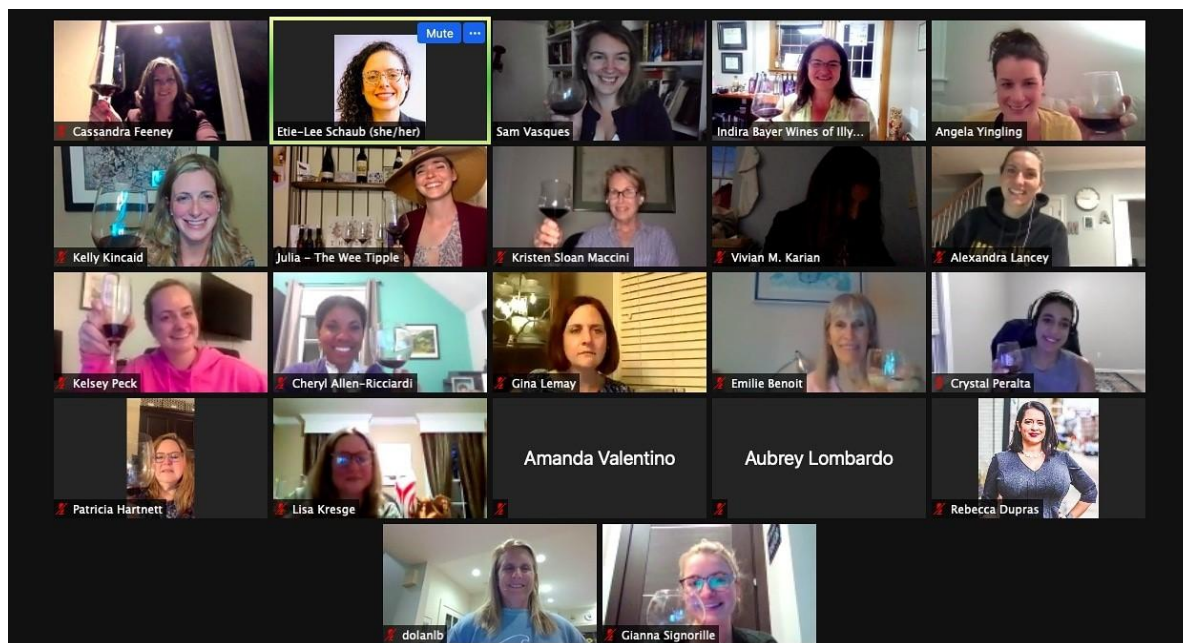 Mute ...
Cassandra Feeney
Etie-Lee Schaub (she/her)
Sam Vasques
Indira Bayer Wines of Illy...
Angela Yingling
Kelly Kincaid
Julia - The Wee Tipple
Kristen Sloan Maccini
Vivian M. Karian
Alexandra Lancey
Kelsey Peck
Cheryl Allen-Ricciardi
Gina Lemay
Emilie Benoit
Crystal Peralta
Patricia Hartnett
Lisa Kresge
Amanda Valentino
Aubrey Lombardo
Rebecca Dupras
dolanlb
Gianna Signorille